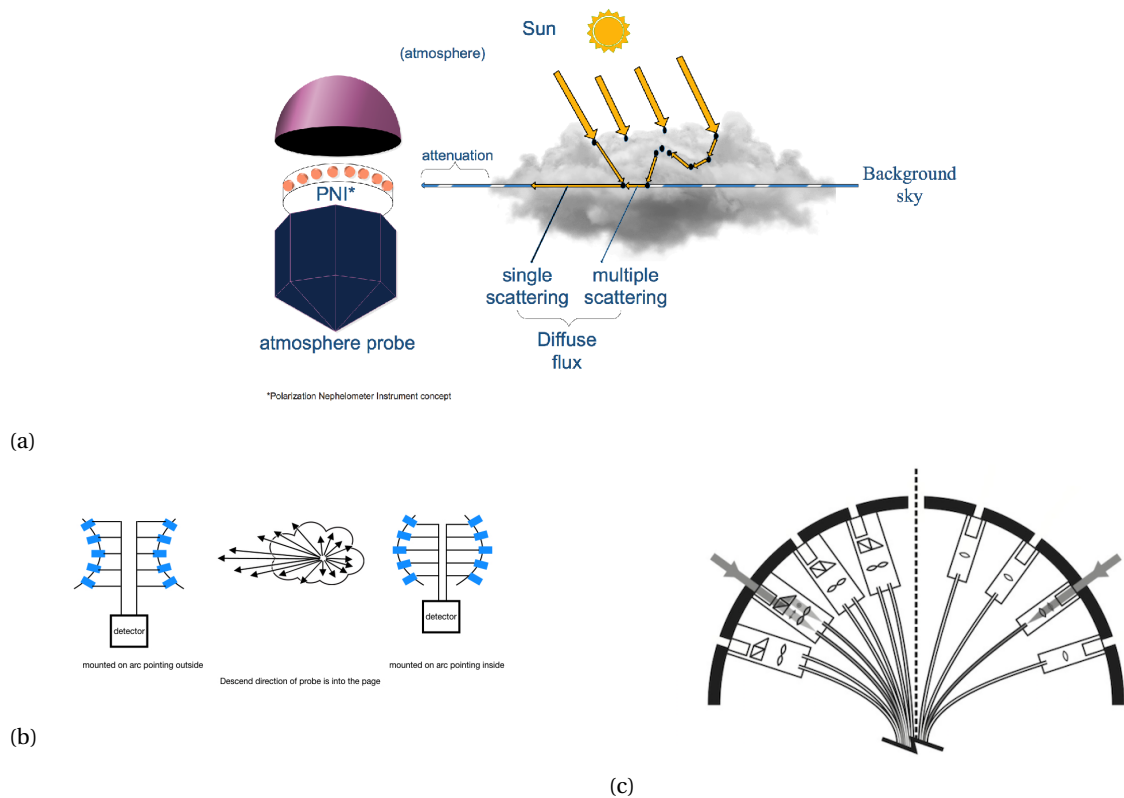 Sun
(atmosphere)
attenuation
PNI*
Background
sky
single
scattering
multiple
scattering
Diffuse
flux
atmosphere probe
*Polarization Nephelometer Instrument concept
(a)
detector
detector
mounted on arc pointing outside
mounted on arc pointing inside
Descend direction of probe is into the page
(b)
(c)